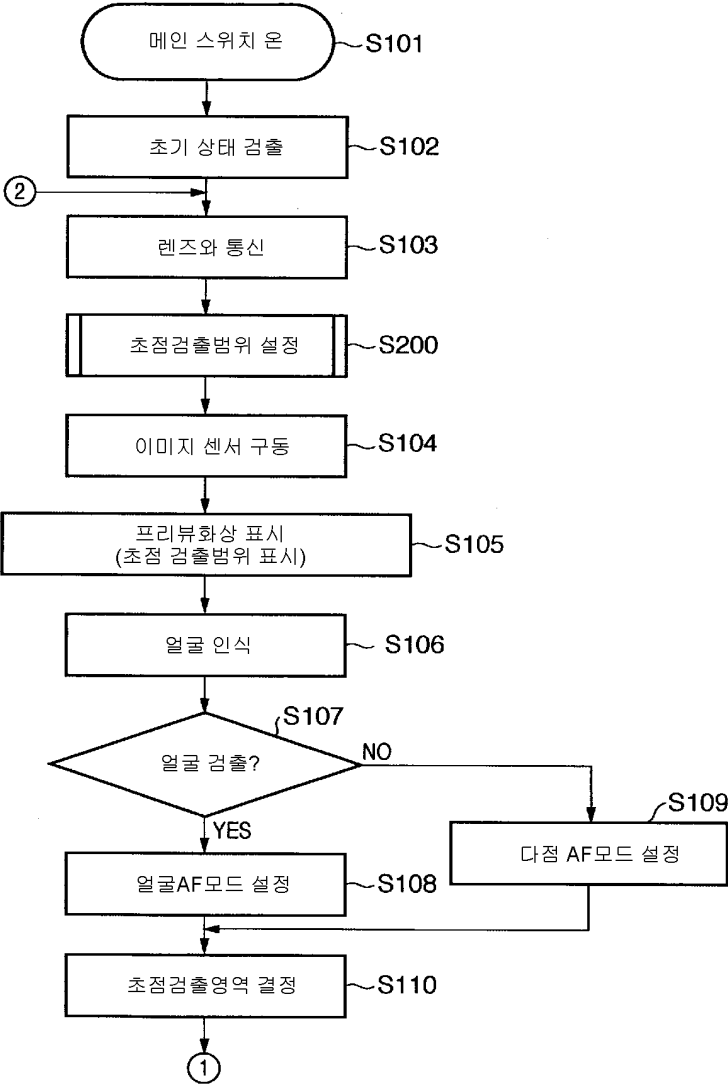 메인 스위치 온
S101
초기 상태 검출
S102
②
렌즈와 통신
S103
초점검출범위 설정
S200
이미지 센서 구동
S104
프리뷰화상 표시
(초점 검출범위 표시)
S105
얼굴 인식
S106
S107
얼굴 검출?
NO
YES
S109
다점 AF모드 설정
얼굴AF모드 설정
S108
초점검출영역 결정
S110
①